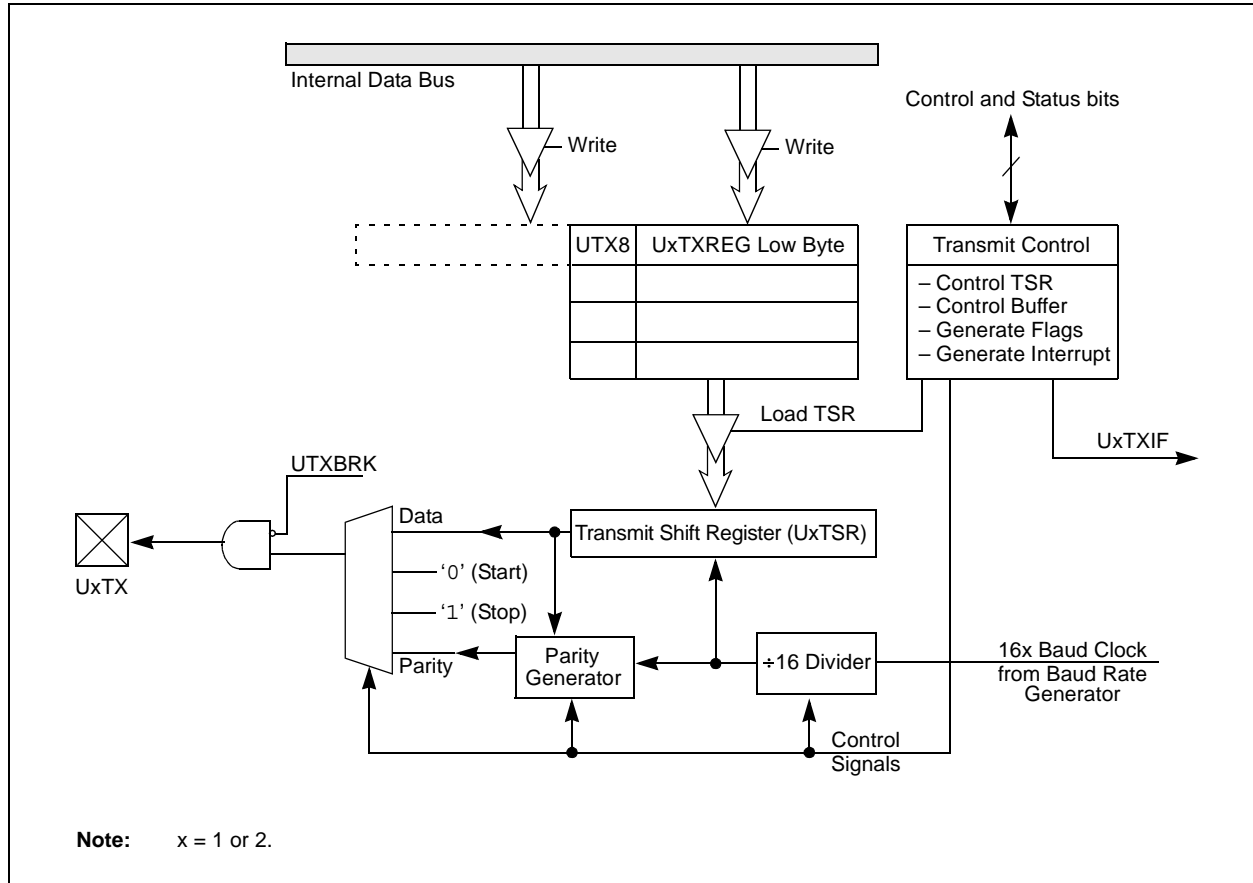 Internal Data Bus
Control and Status bits
Write
Write
UTX8
UxTXREG Low Byte
Transmit Control
– Control TSR
– Control Buffer
– Generate Flags
– Generate Interrupt
Load TSR
UxTXIF
UTXBRK
Data
Transmit Shift Register (UxTSR)
UxTX
‘0’ (Start)
‘1’ (Stop)
Parity
Parity
Generator
÷16 Divider
16x Baud Clock
from Baud Rate
Generator
Control
Signals
Note: x = 1 or 2.